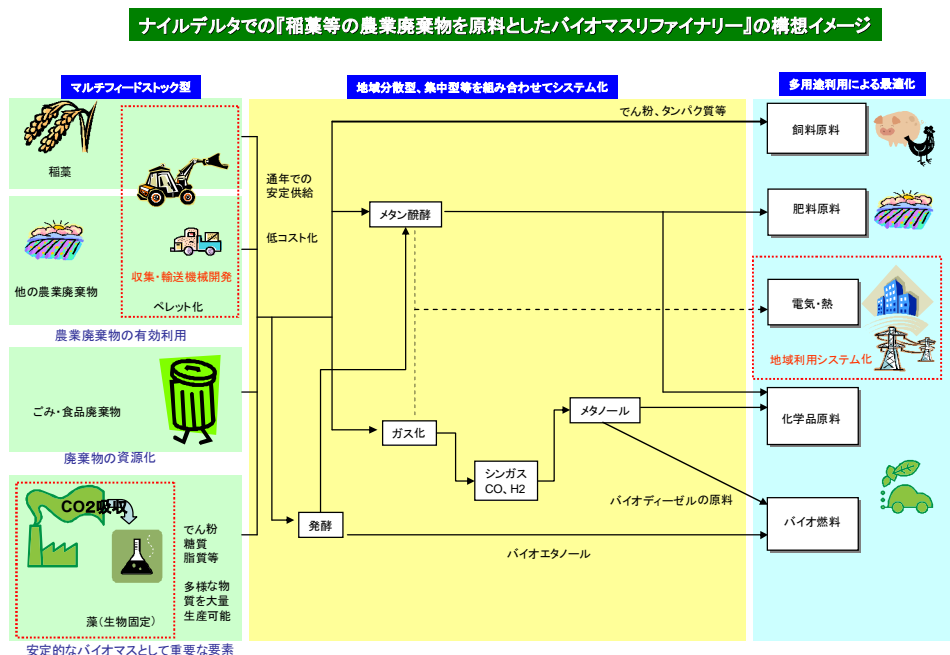 ナイルデルタでの『稲藁等の農業廃棄物を原料としたバイオマスリファイナリー』の構想イメージ
マルチフィードストック型
地域分散型、集中型等を組み合わせてシステム化
多用途利用による最適化
稲藁
他の農業廃棄物
収集・輸送機械開発
ペレット化
農業廃棄物の有効利用
ごみ・食品廃棄物
廃棄物の資源化
CO2吸収
でん粉
糖質
脂質等
多様な物
質を大量
生産可能
藻(生物固定)
安定的なバイオマスとして重要な要素
通年での
安定供給
低コスト化
でん粉、タンパク質等
メタン醗酵
ガス化
シンガス
CO、H2
メタノール
発酵
バイオディーゼルの原料
バイオエタノール
飼料原料
肥料原料
電気・熱
地域利用システム化
化学品原料
バイオ燃料